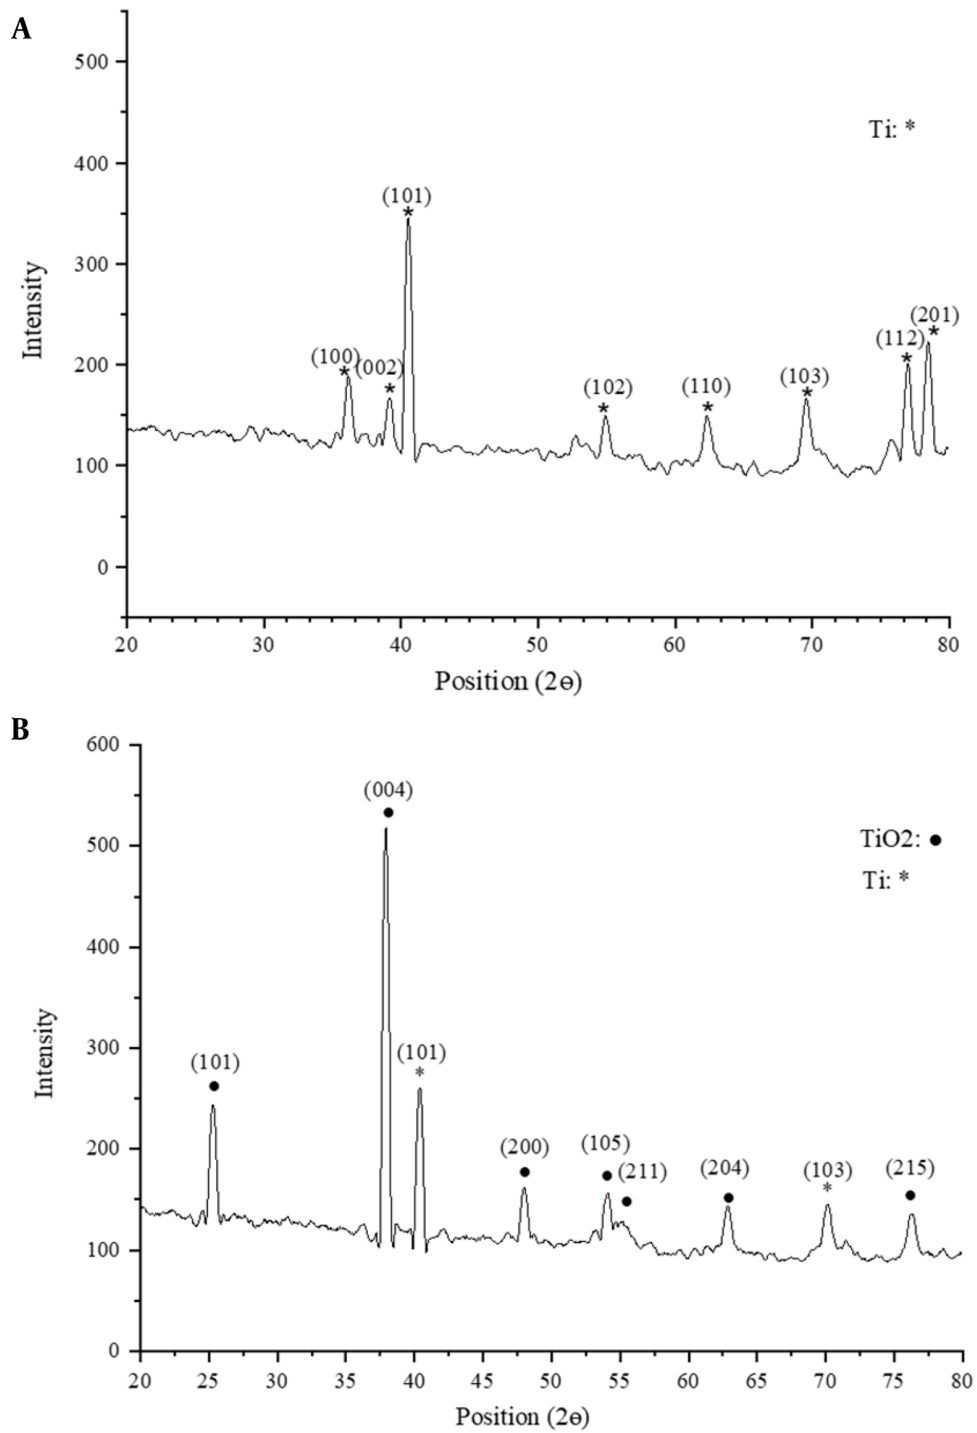 A
500
400
300
200
100
0
Intensity
Ti: *
(100)
(002)
(101)
(102)
(110)
(103)
(112)
(201)
20 30 40 50 60 70 80
Position (2ɵ)
B
600
500
400
300
200
100
0
Intensity
TiO2: ●
Ti: *
(101)
(004)
(101)
(200)
(105)
(211)
(204)
(103)
(215)
20 25 30 35 40 45 50 55 60 65 70 75 80
Position (2ɵ)